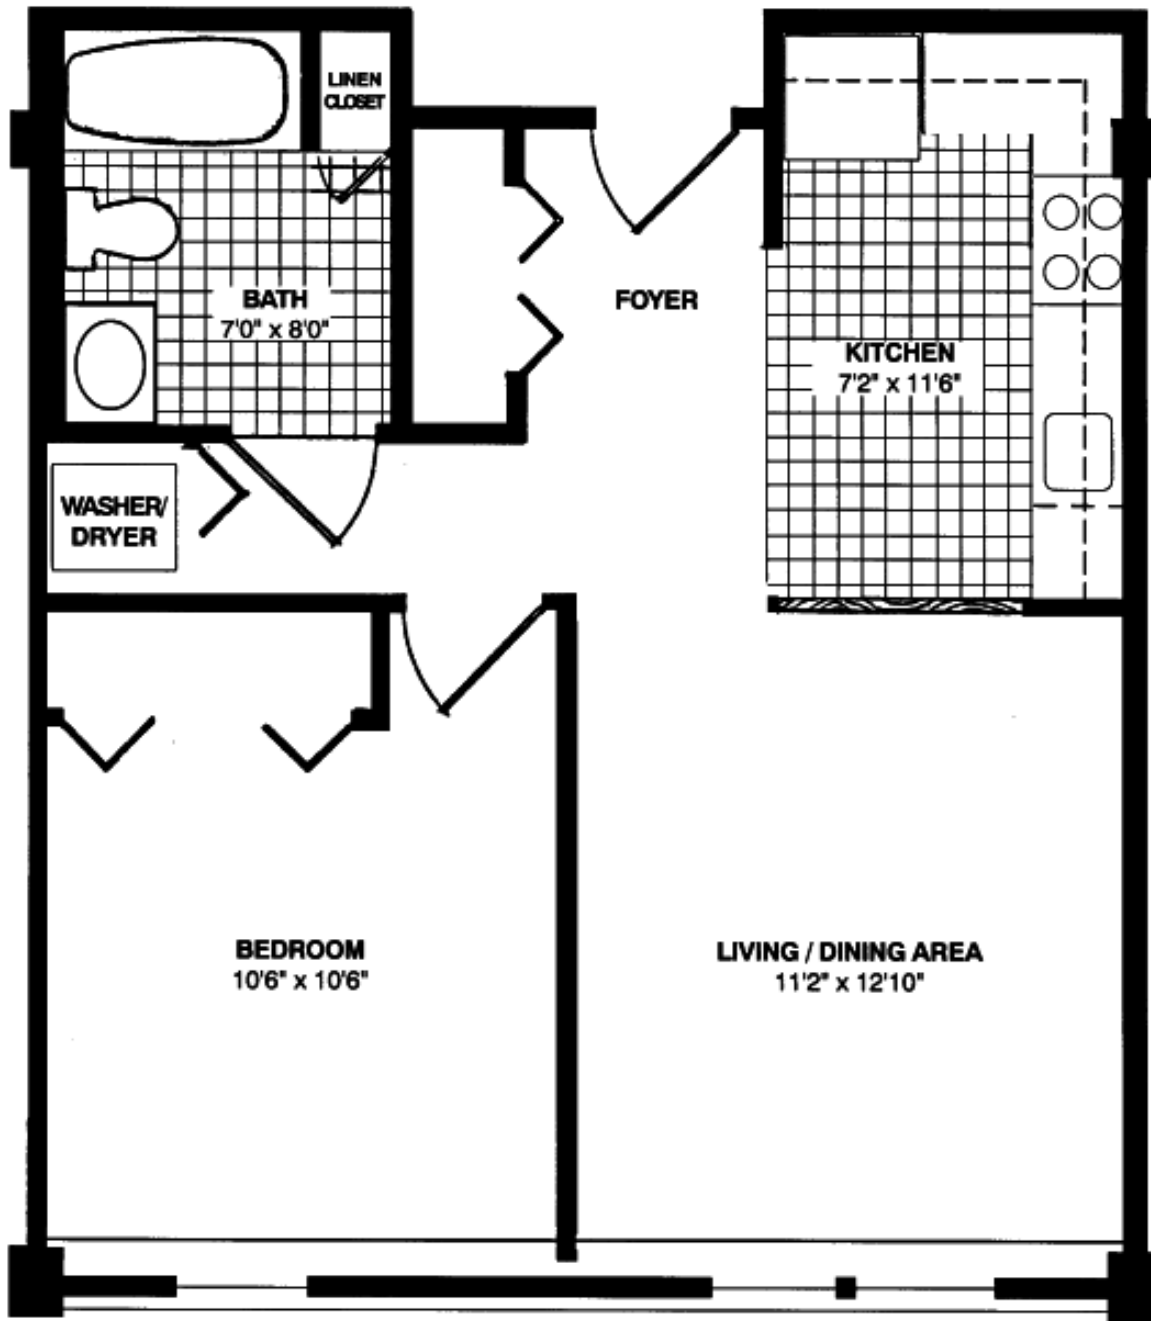 LINEN
CLOSET
BATH
7'0" x 8'0"
FOYER
KITCHEN
7'2" x 11'6"
WASHER/
DRYER
BEDROOM
10'6" x 10'6"
LIVING / DINING AREA
11'2" x 12'10"